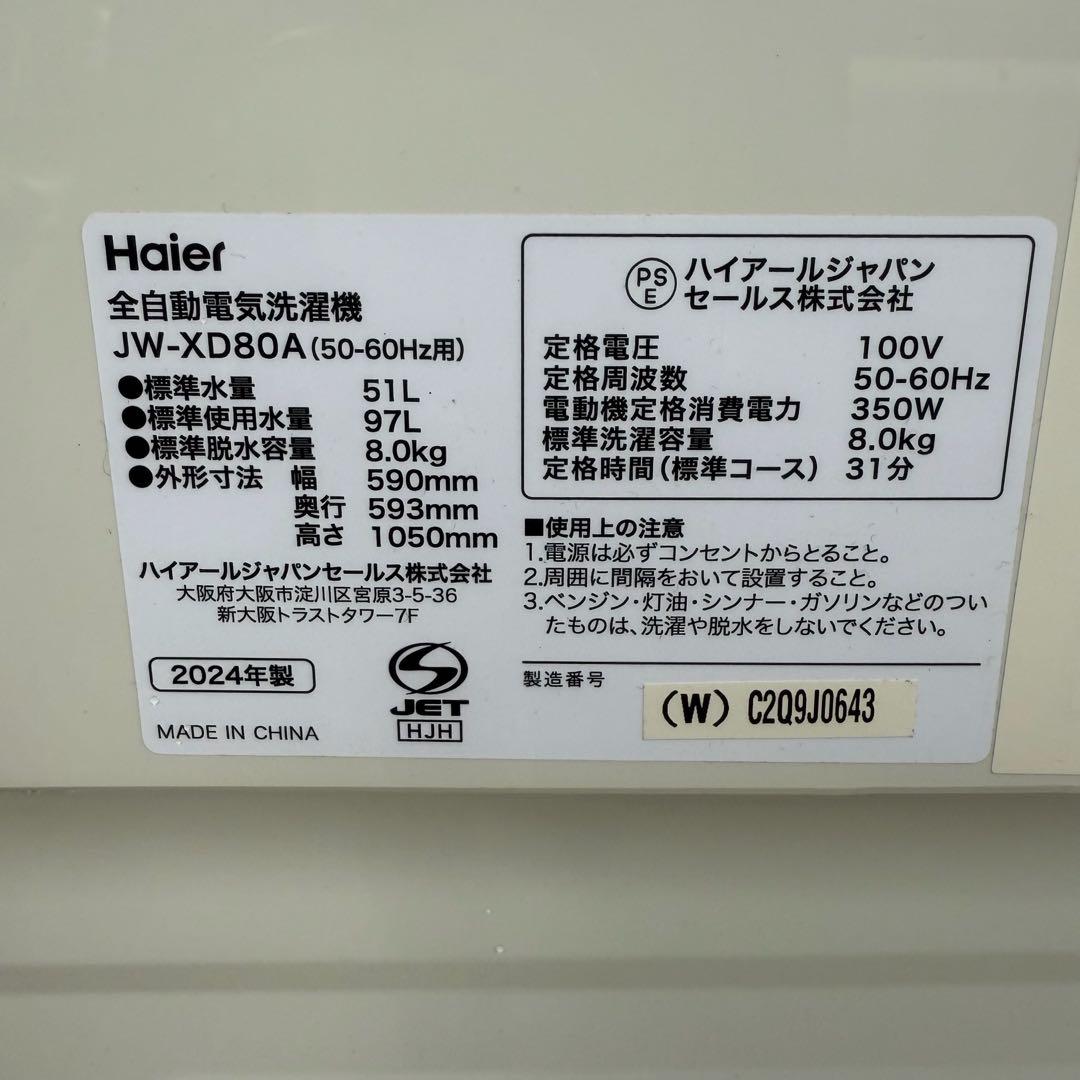 Haier
全自動電気洗濯機
JW-XD80A(50-60Hz用)
●標準水量 51L
●標準使用水量 97L
●標準脱水容量 8.0kg
●外形寸法 幅 590mm
奥行 593mm
高さ 1050mm
ハイアールジャパンセールス株式会社
大阪府大阪市淀川区宮原3-5-36
新大阪トラストタワー7F
2024年製
MADE IN CHINA
JET
HJH
PS
E
ハイアールジャパン
セールス株式会社
定格電圧 100V
定格周波数 50-60Hz
電動機定格消費電力 350W
標準洗濯容量 8.0kg
定格時間(標準コース) 31分
■使用上の注意
1.電源は必ずコンセントからとること。
2.周囲に間隔をおいて設置すること。
3.ベンジン・灯油・シンナー・ガソリンなどのつい
たものは、洗濯や脱水をしないでください。
製造番号
(W) C2Q9J0643